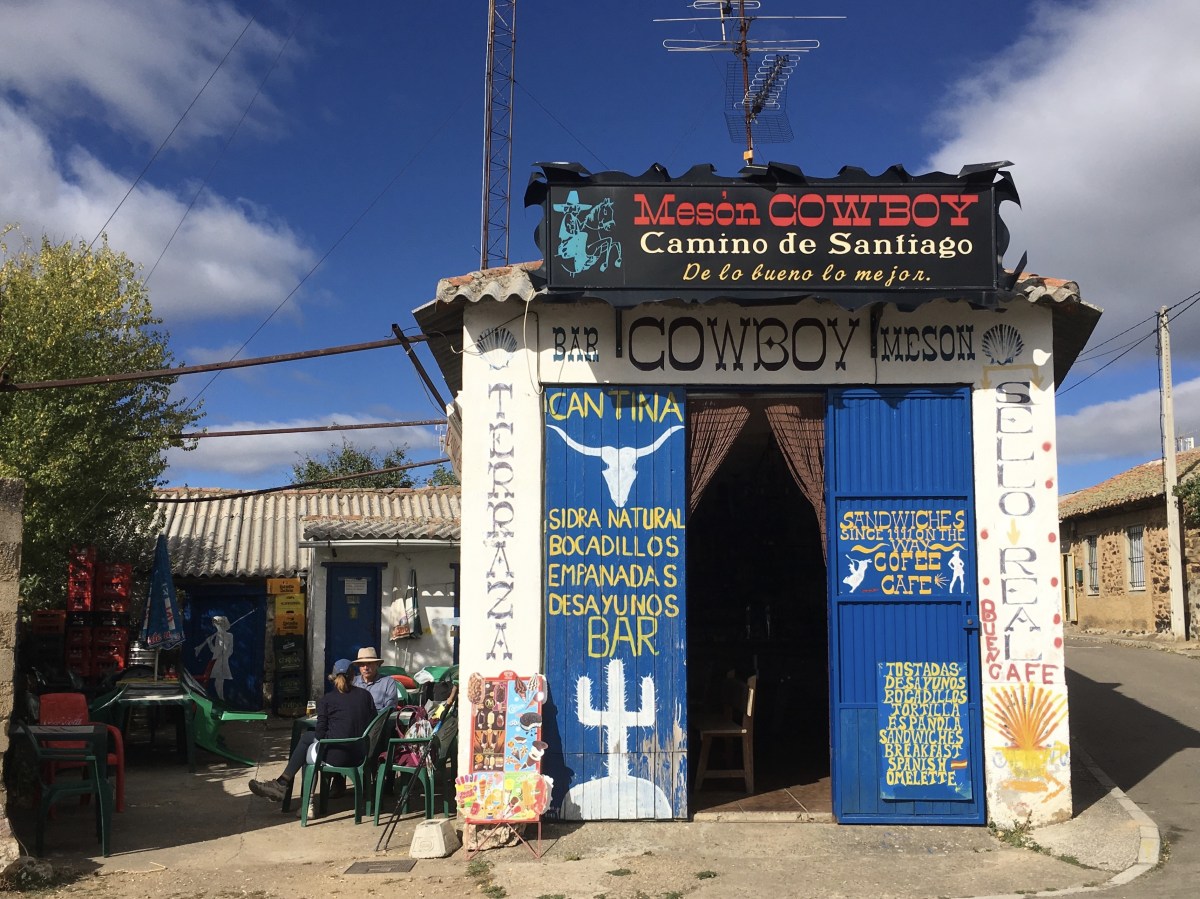 Mesón COWBOY
Camino de Santiago
De lo bueno lo mejor.
BAR COWBOY MESON
TERRAZA
CANTINA
SIDRA NATURAL
BOCADILLOS
EMPANADAS
DESAYUNOS
BAR
SANDWICHES
SINCE 1111 ON THE
WAY
COFEE
CAFE
TOSTADAS
DESAYUNOS
BOCADILLOS
TORTILLA
ESPAÑOLA
SANDWICHES
BREAKFAST
SPANISH
OMELETTE
SELLO REAL
BUEN
CAFE